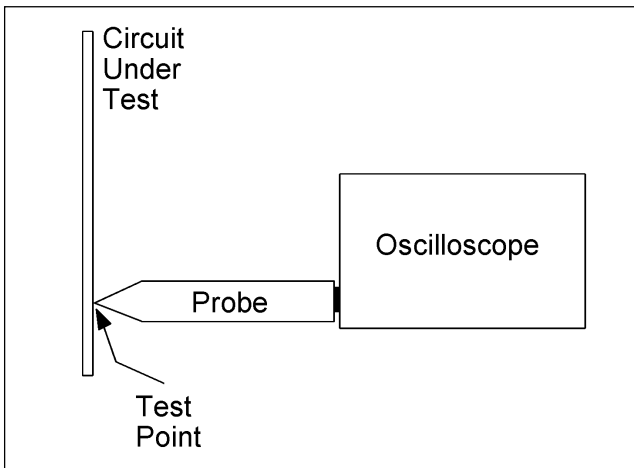 Circuit
Under
Test
Oscilloscope
Probe
Test
Point